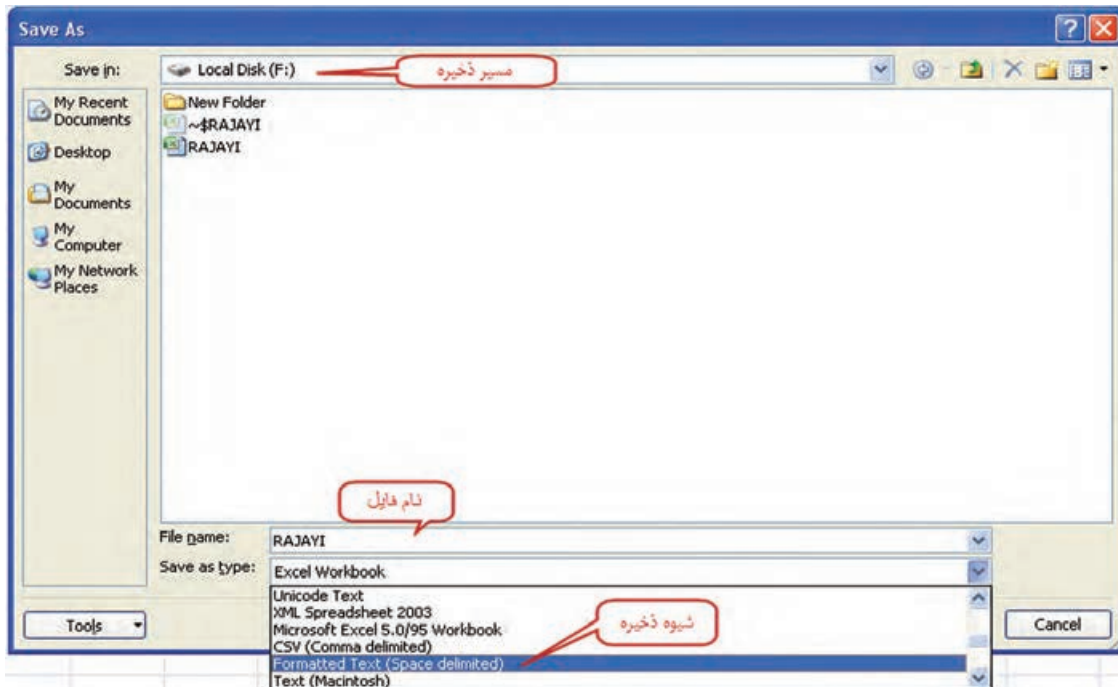 Save As
Save in:
Local Disk (F:)
مسیر ذخیره
My Recent
Documents
Desktop
My
Documents
My
Computer
My Network
Places
New Folder
~$RAJAYI
RAJAYI
نام فایل
File name:
RAJAYI
Save as type:
Excel Workbook
Unicode Text
XML Spreadsheet 2003
Microsoft Excel 5.0/95 Workbook
CSV (Comma delimited)
Formatted Text (Space delimited)
Text (Macintosh)
شیوه ذخیره
Tools
Cancel